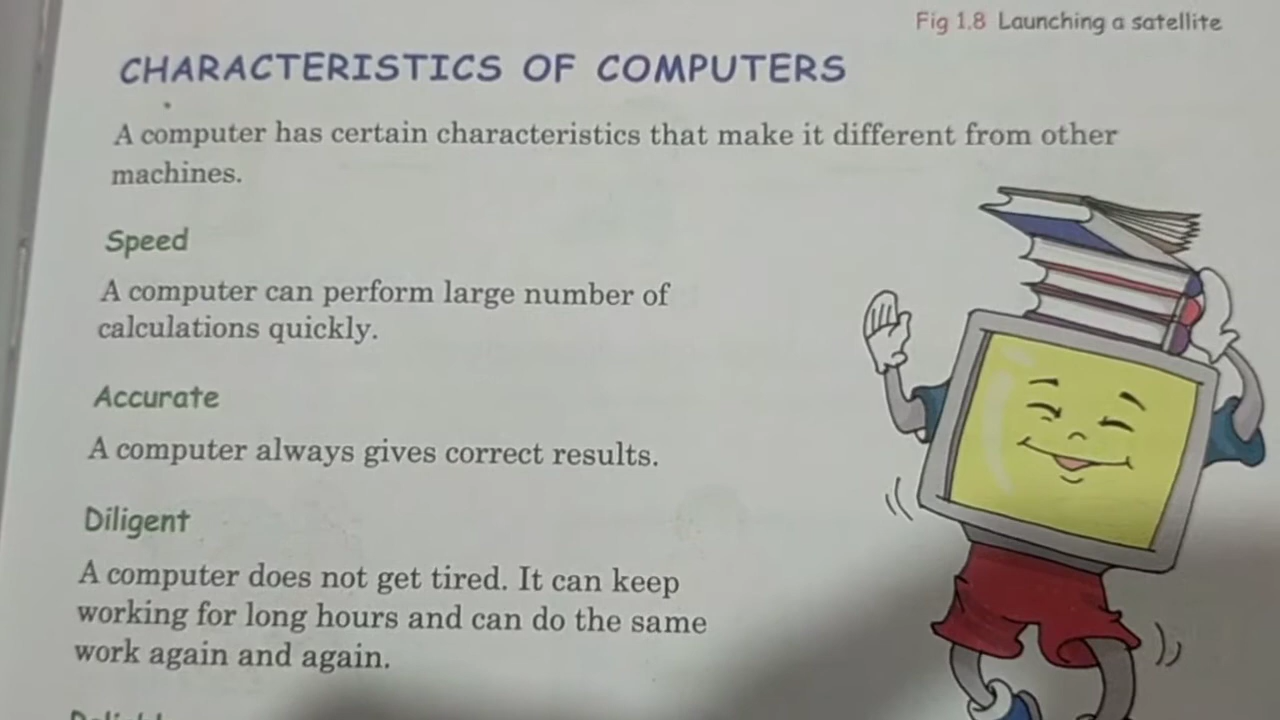 Fig 1.8 Launching a satellite
CHARACTERISTICS OF COMPUTERS
A computer has certain characteristics that make it different from other
machines.
Speed
A computer can perform large number of
calculations quickly.
Accurate
A computer always gives correct results.
Diligent
A computer does not get tired. It can keep
working for long hours and can do the same
work again and again.